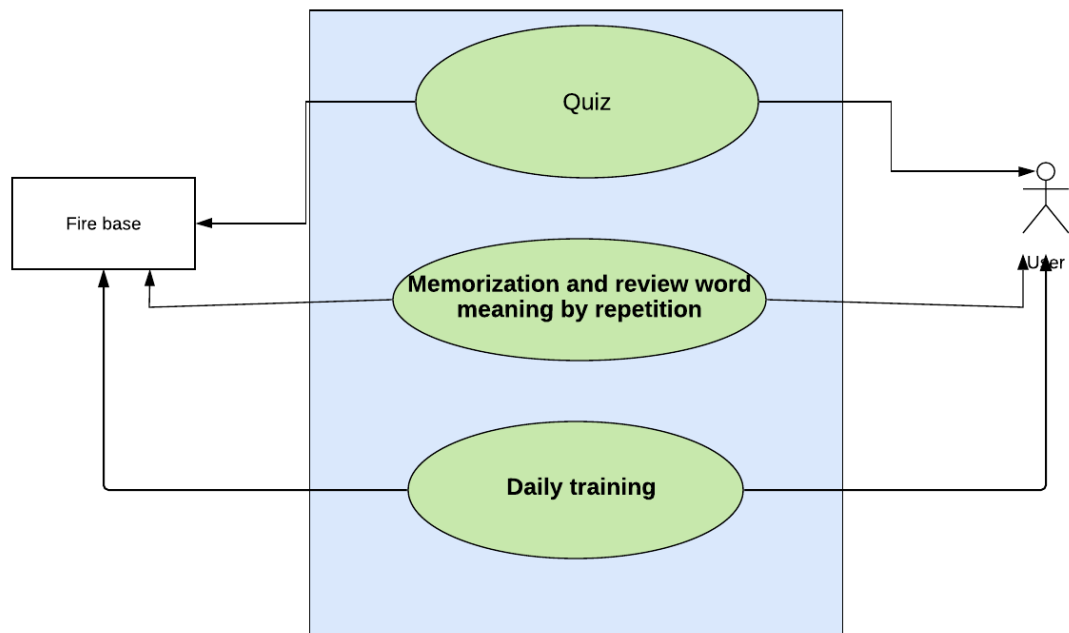 Quiz
Fire base
User
Memorization and review word
meaning by repetition
Daily training